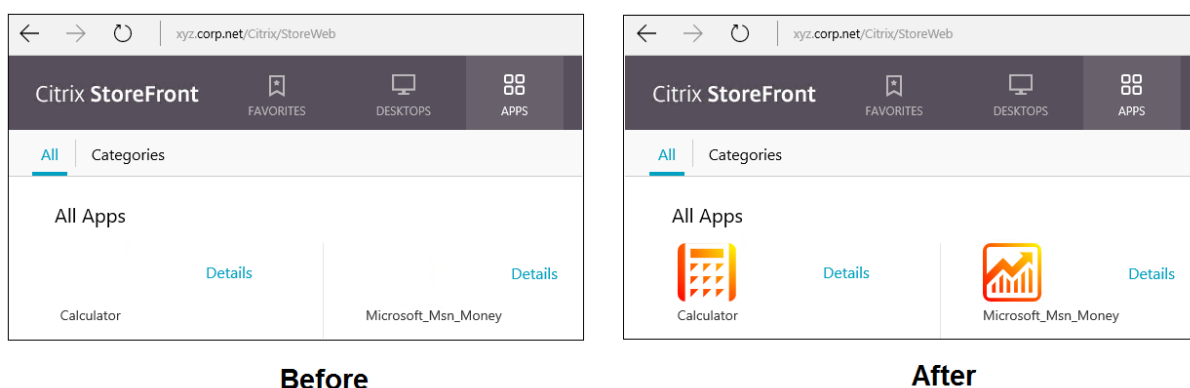 xyz.corp.net/Citrix/StoreWeb
Citrix StoreFront
FAVORITES
DESKTOPS
APPS
All
Categories
All Apps
Details
Details
Calculator
Microsoft_Msn_Money
Before
xyz.corp.net/Citrix/StoreWeb
Citrix StoreFront
FAVORITES
DESKTOPS
APPS
All
Categories
All Apps
Details
Details
Calculator
Microsoft_Msn_Money
After